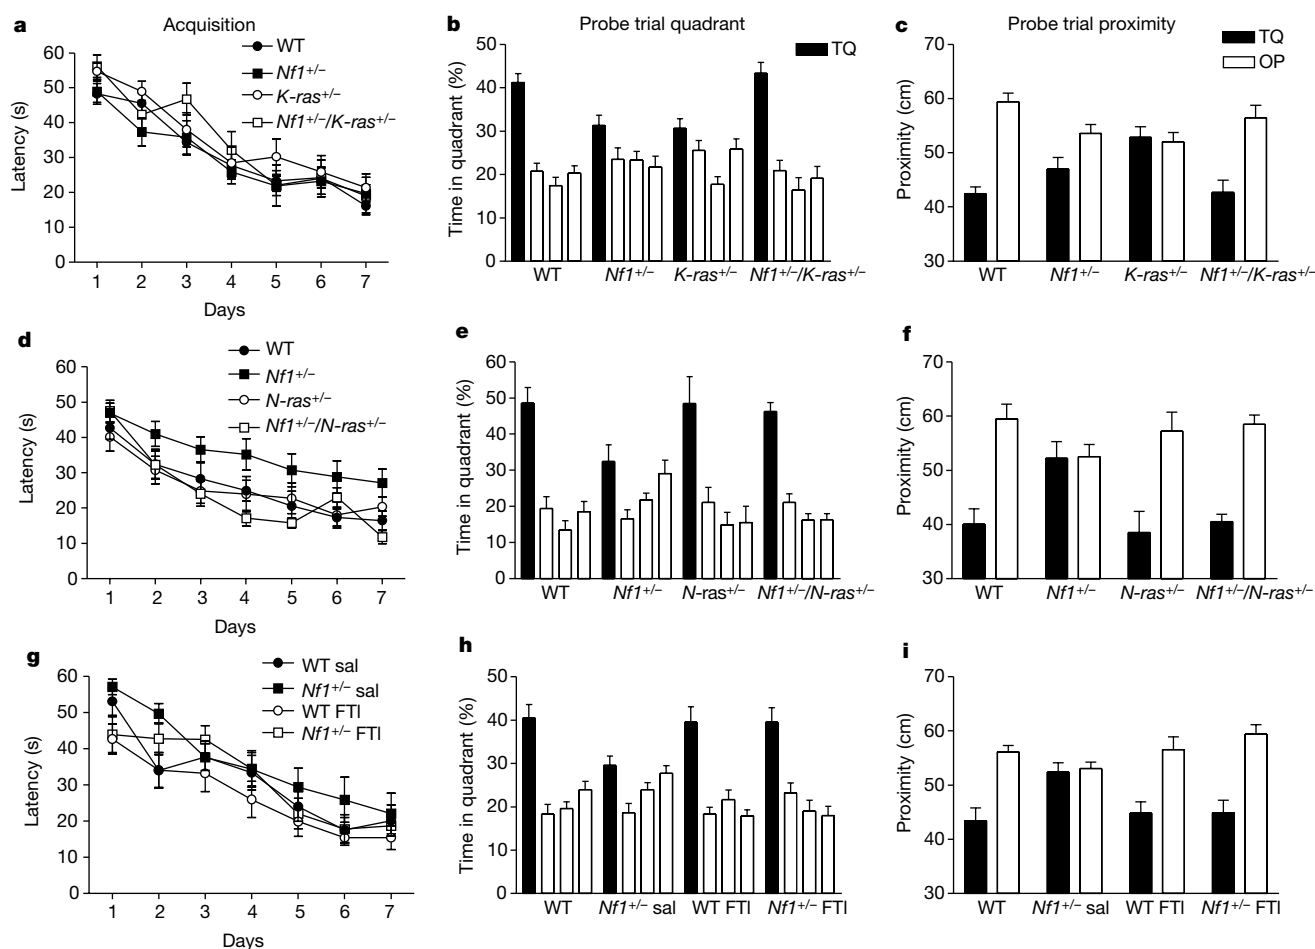 a
Acquisition
WT
Nf1+/–
K-ras+/–
Nf1+/–/K-ras+/–
Latency (s)
60
50
40
30
20
10
0
1 2 3 4 5 6 7
Days
b
Probe trial quadrant
TQ
Time in quadrant (%)
50
40
30
20
10
0
WT Nf1+/– K-ras+/– Nf1+/–/K-ras+/–
c
Probe trial proximity
TQ
OP
Proximity (cm)
70
60
50
40
30
WT Nf1+/– K-ras+/– Nf1+/–/K-ras+/–
d
WT
Nf1+/–
N-ras+/–
Nf1+/–/N-ras+/–
Latency (s)
60
50
40
30
20
10
0
1 2 3 4 5 6 7
Days
e
Time in quadrant (%)
60
50
40
30
20
10
0
WT Nf1+/– N-ras+/– Nf1+/–/N-ras+/–
f
Proximity (cm)
70
60
50
40
30
WT Nf1+/– N-ras+/– Nf1+/–/N-ras+/–
g
WT sal
Nf1+/– sal
WT FTI
Nf1+/– FTI
Latency (s)
60
50
40
30
20
10
0
1 2 3 4 5 6 7
Days
h
Time in quadrant (%)
50
40
30
20
10
0
WT Nf1+/– sal WT FTI Nf1+/– FTI
i
Proximity (cm)
70
60
50
40
30
WT Nf1+/– sal WT FTI Nf1+/– FTI